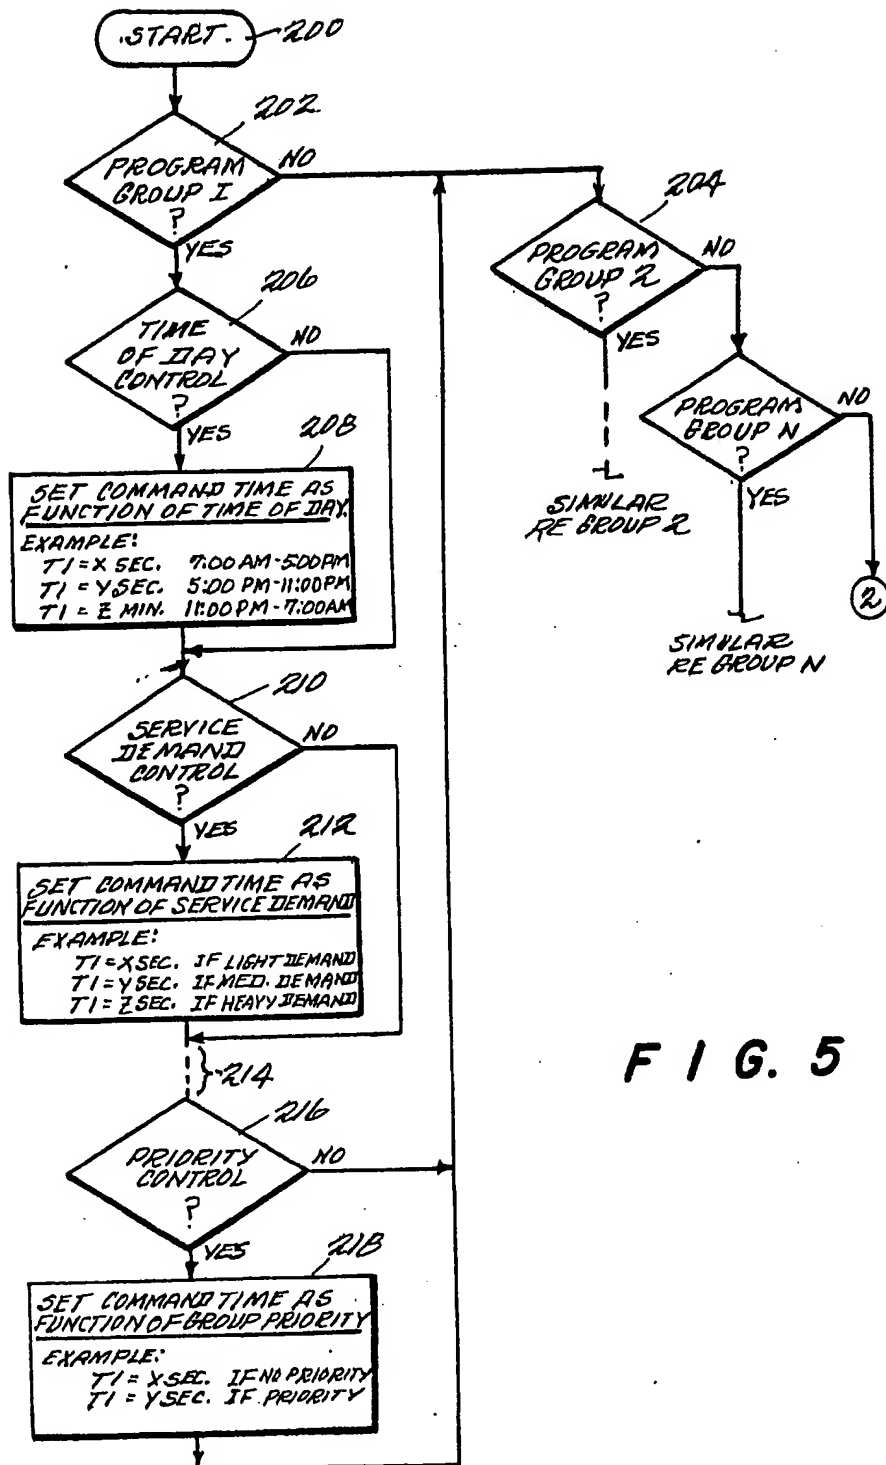 .START.
200
202
PROGRAM
GROUP I
?
NO
YES
204
PROGRAM
GROUP 2
?
NO
YES
SIMILAR
RE GROUP 2
PROGRAM
GROUP N
?
NO
YES
SIMILAR
RE GROUP N
2
206
TIME
OF DAY
CONTROL
?
NO
YES
208
SET COMMAND TIME AS
FUNCTION OF TIME OF DAY.
EXAMPLE:
T1 = X SEC. 7:00 AM - 5:00 PM
T1 = Y SEC. 5:00 PM - 11:00 PM
T1 = Z MIN. 11:00 PM - 7:00 AM
210
SERVICE
DEMAND
CONTROL
?
NO
YES
212
SET COMMAND TIME AS
FUNCTION OF SERVICE DEMAND
EXAMPLE:
T1 = X SEC. IF LIGHT DEMAND
T1 = Y SEC. IF MED. DEMAND
T1 = Z SEC. IF HEAVY DEMAND
214
216
PRIORITY
CONTROL
?
NO
YES
218
SET COMMAND TIME AS
FUNCTION OF GROUP PRIORITY
EXAMPLE:
T1 = X SEC. IF NO PRIORITY
T1 = Y SEC. IF PRIORITY
FIG. 5